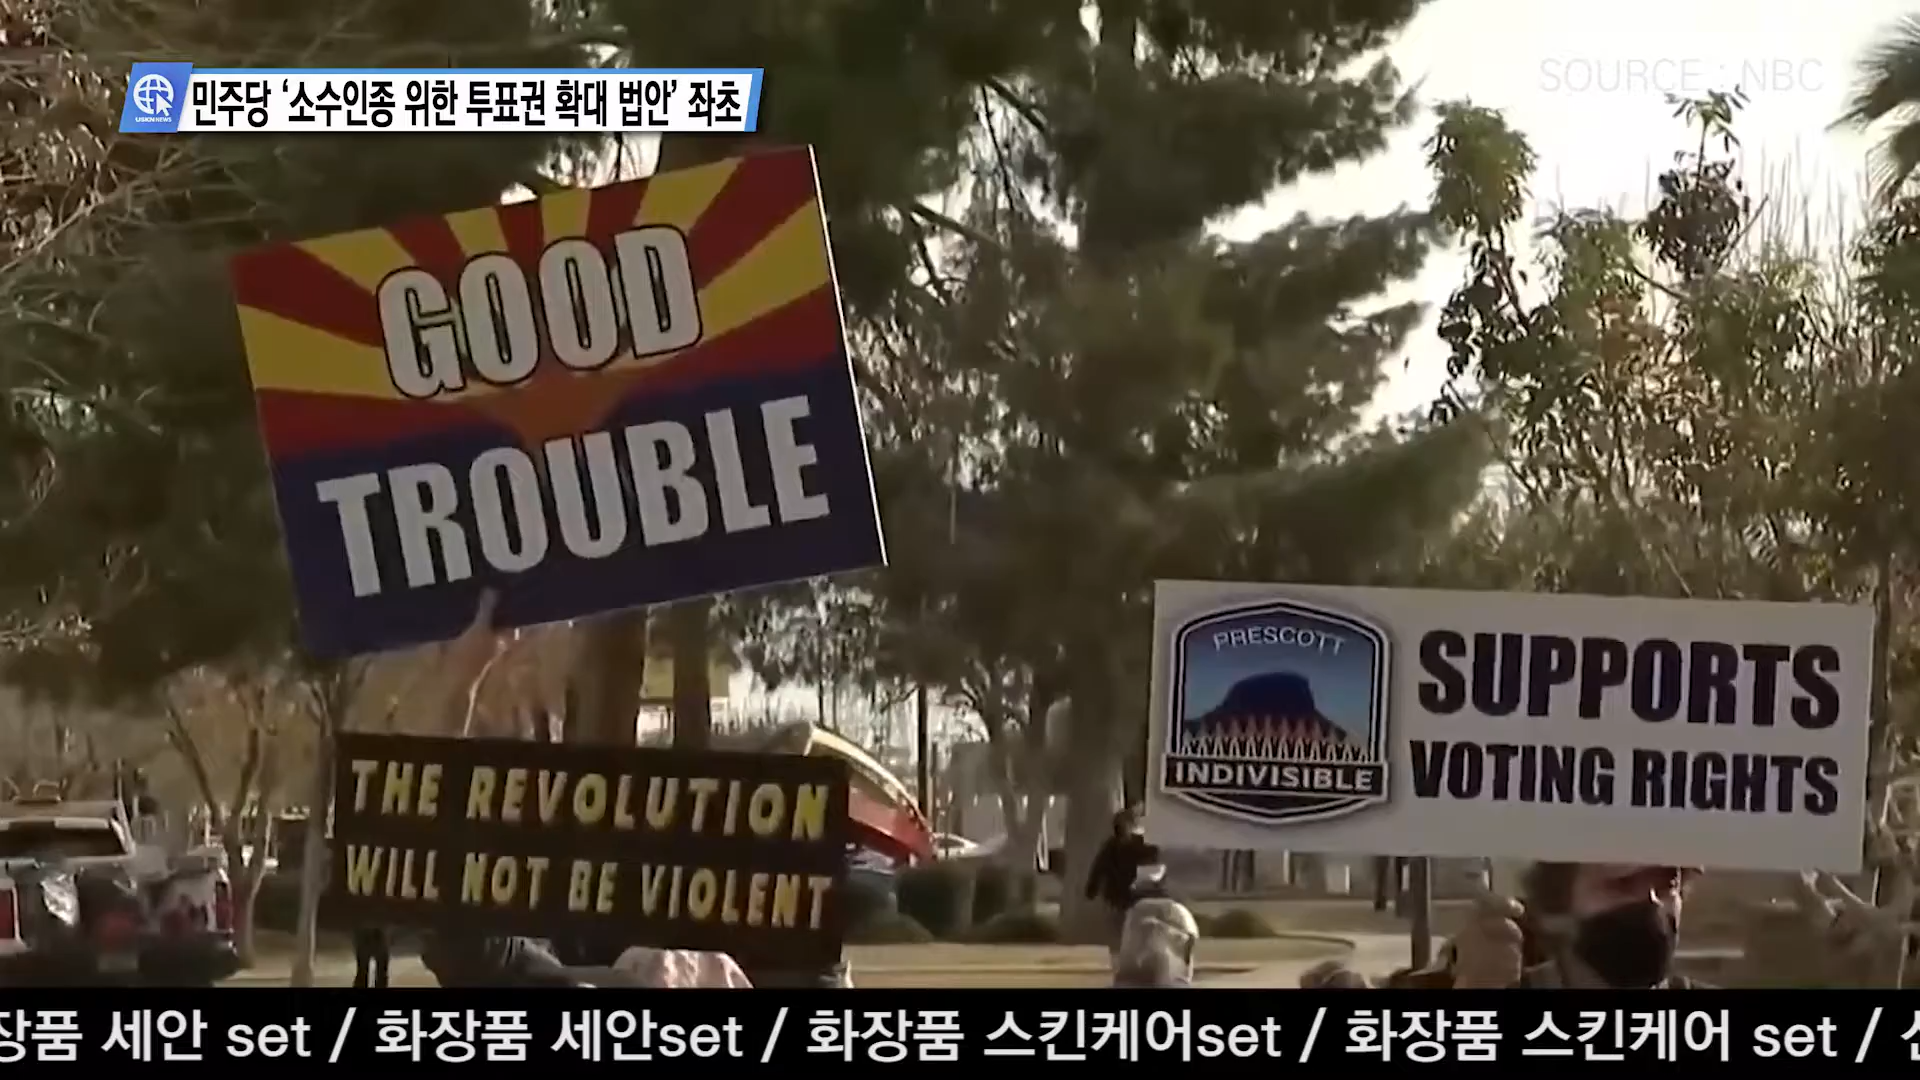 민주당 ‘소수인종 위한 투표권 확대 법안’ 좌초
USKN NEWS
SOURCE : NBC
GOOD
TROUBLE
THE REVOLUTION
WILL NOT BE VIOLENT
PRESCOTT
INDIVISIBLE
SUPPORTS
VOTING RIGHTS
장품 세안 set / 화장품 세안set / 화장품 스킨케어set / 화장품 스킨케어 set /